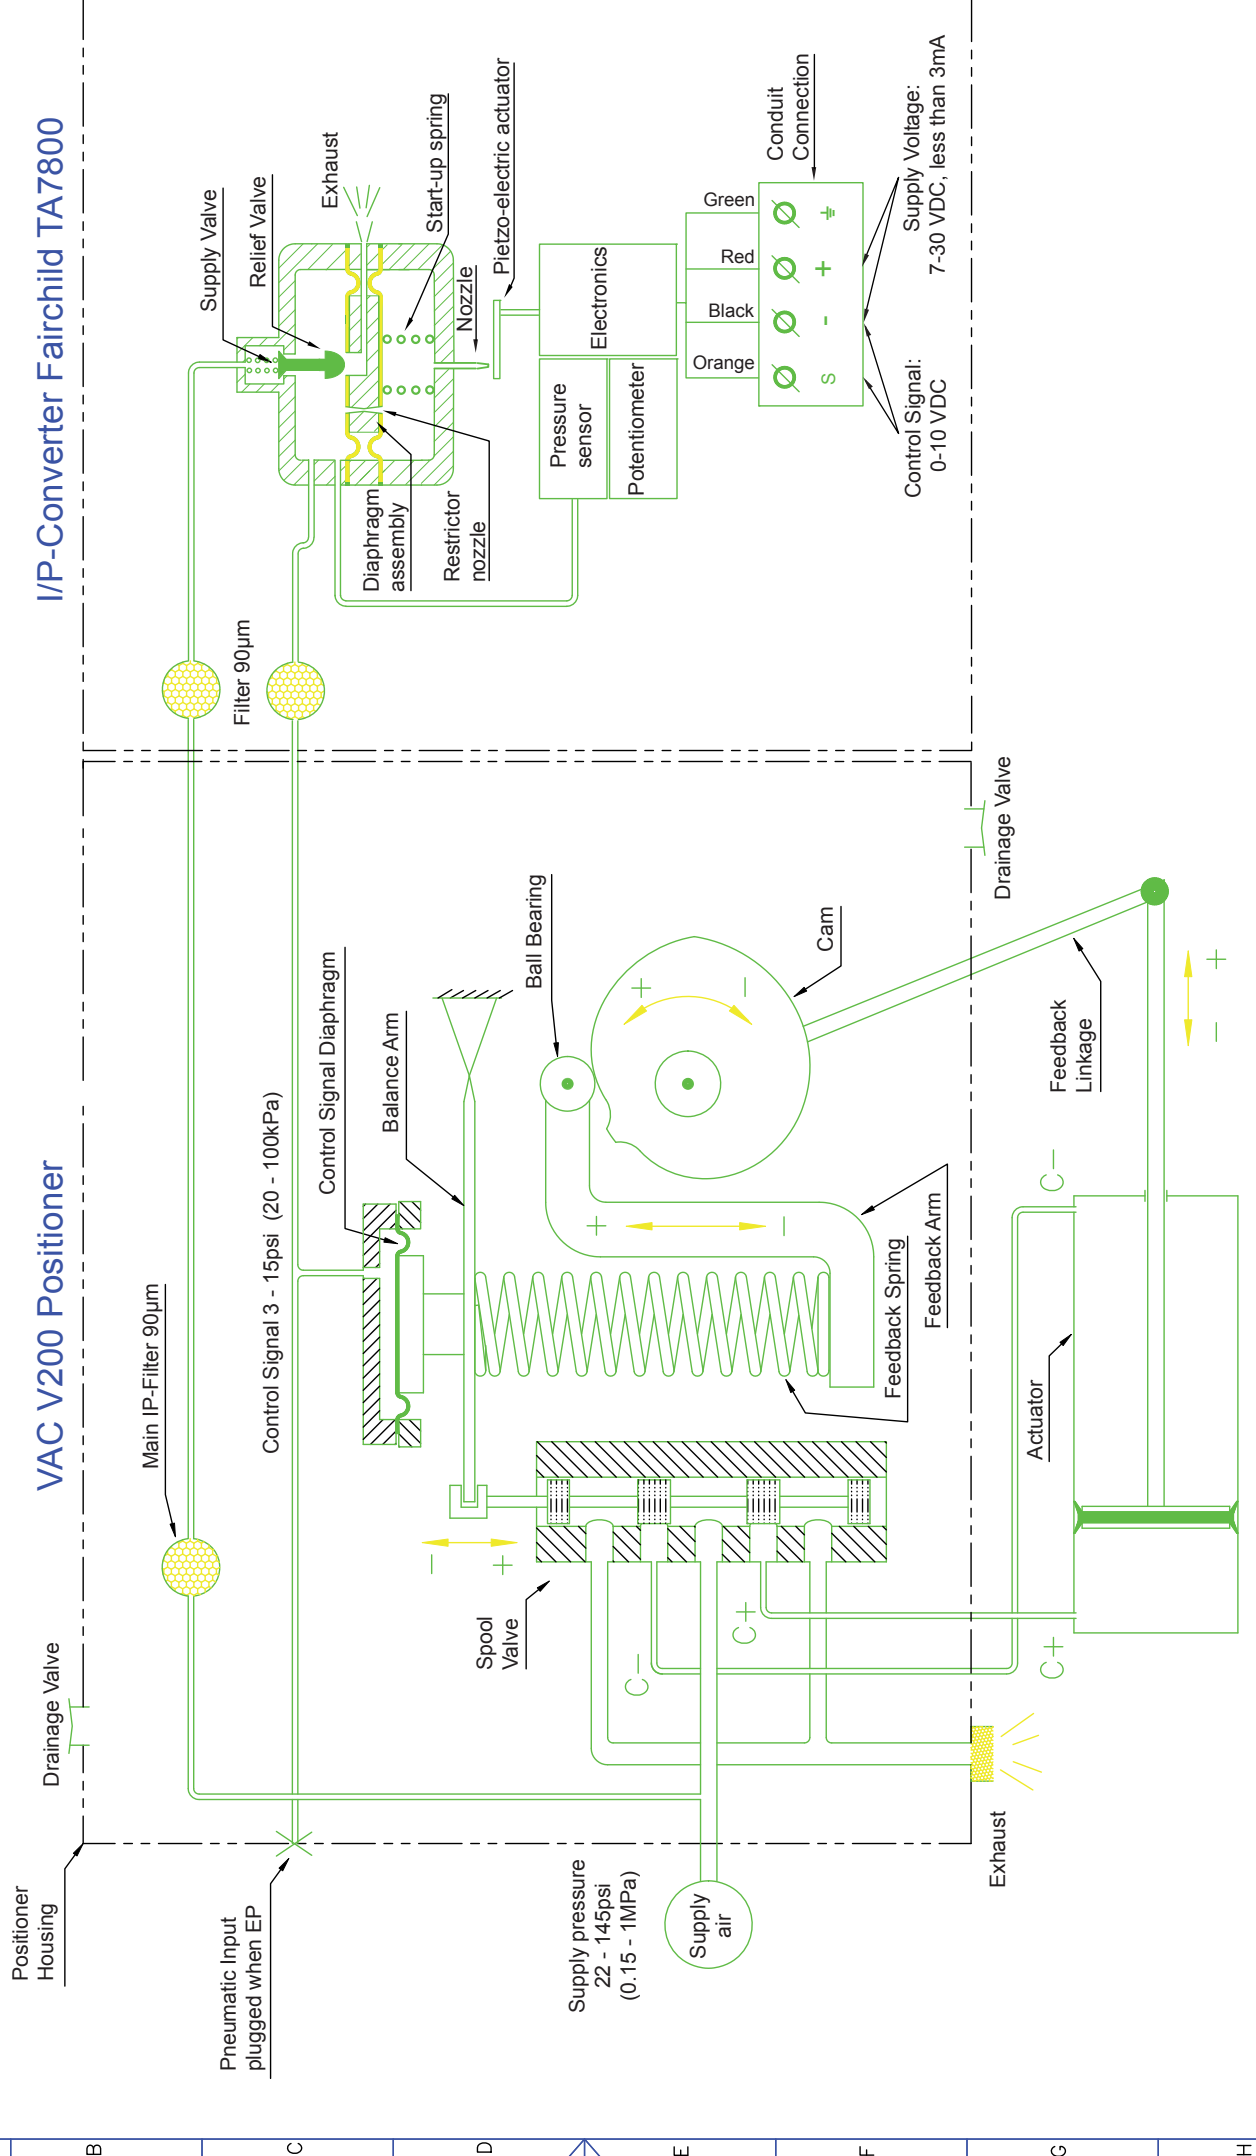 VAC V200 Positioner
I/P-Converter Fairchild TA7800
Positioner
Housing
Drainage Valve
Main IP-Filter 90µm
Filter 90µm
Supply Valve
Relief Valve
Exhaust
Pneumatic Input
plugged when EP
Control Signal 3 - 15psi (20 - 100kPa)
Control Signal Diaphragm
Balance Arm
Diaphragm
assembly
Restrictor
nozzle
Start-up spring
Nozzle
Pietzo-electric actuator
Ball Bearing
Cam
Spool
Valve
- +
+ -
+ -
Feedback Spring
Feedback Arm
C-
C+
Supply pressure
22 - 145psi
(0.15 - 1MPa)
Supply
air
Exhaust
Pressure
sensor
Potentiometer
Electronics
Orange
Black
Red
Green
S - +
Conduit
Connection
Control Signal:
0-10 VDC
Supply Voltage:
7-30 VDC, less than 3mA
Drainage Valve
Feedback
Linkage
Actuator
C+
C-
- +
B
C
D
E
F
G
H